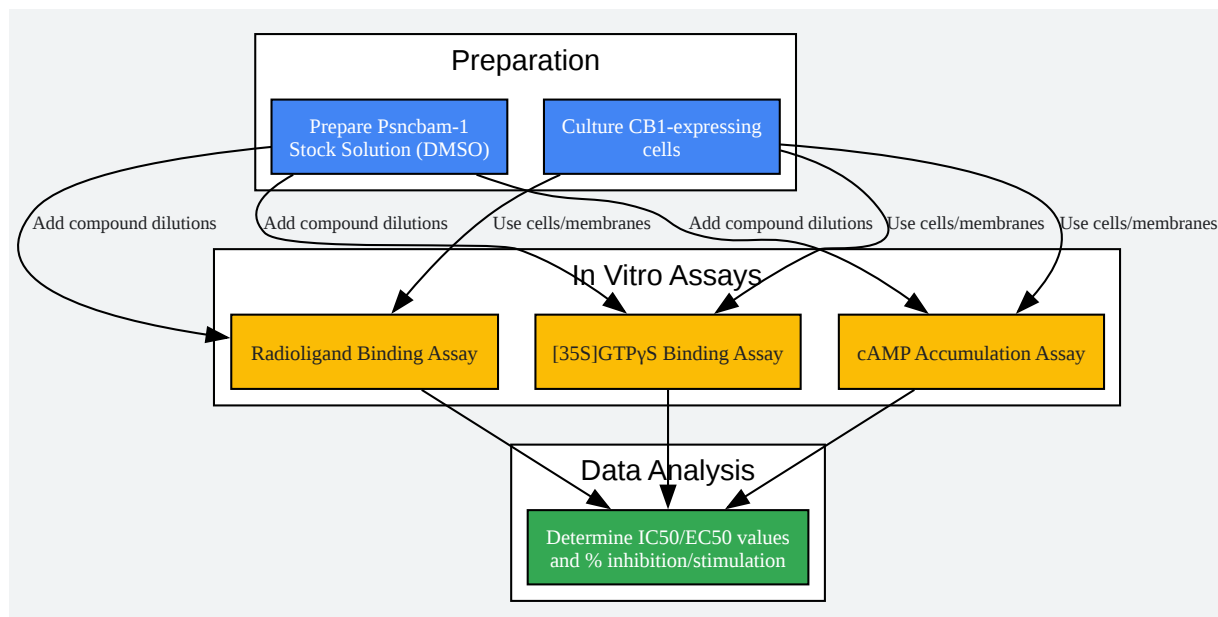 Preparation
Prepare Psncbam-1
Stock Solution (DMSO)
Culture CB1-expressing
cells
Add compound dilutions
Add compound dilutions
Use cells/membranes
Add compound dilutions
Use cells/membranes
Use cells/membranes
In Vitro Assays
Radioligand Binding Assay
[35S]GTPγS Binding Assay
cAMP Accumulation Assay
Data Analysis
Determine IC50/EC50 values
and % inhibition/stimulation